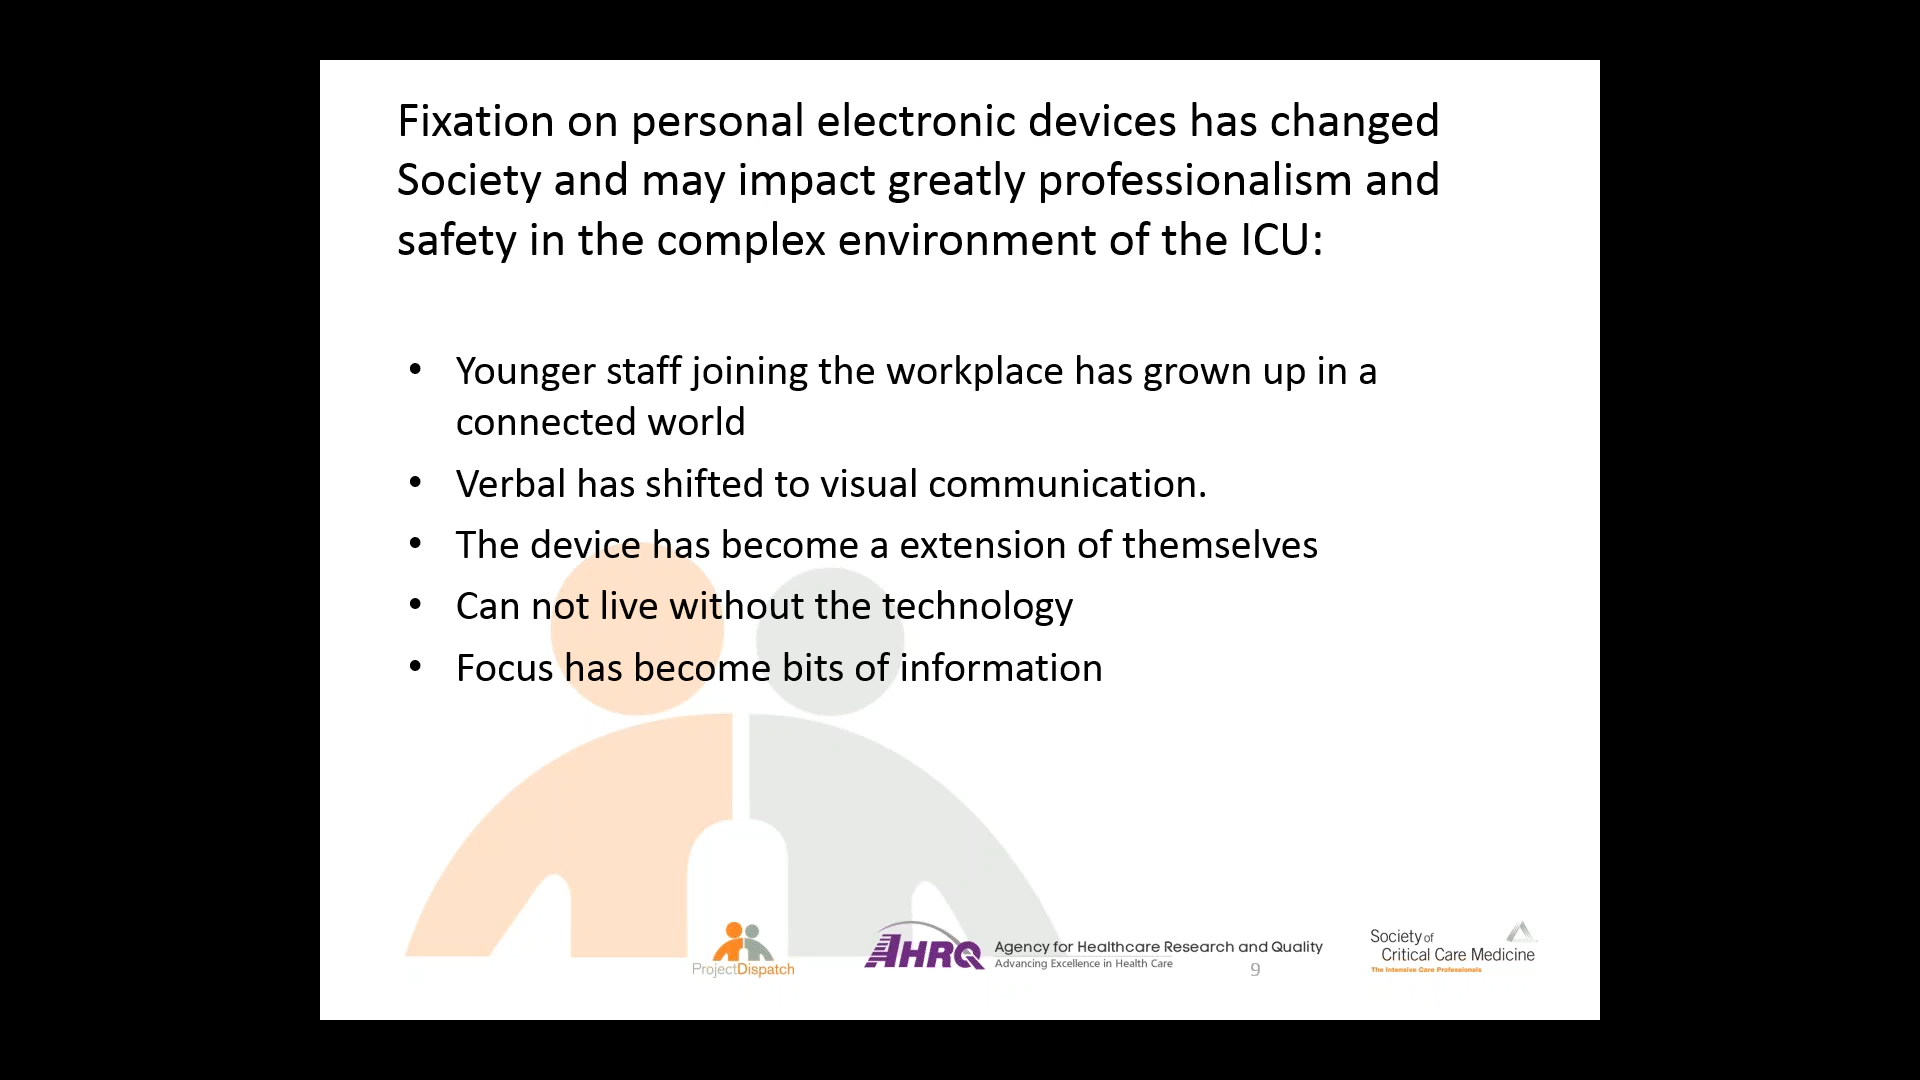 Fixation on personal electronic devices has changed
Society and may impact greatly professionalism and
safety in the complex environment of the ICU:
• Younger staff joining the workplace has grown up in a
connected world
• Verbal has shifted to visual communication.
• The device has become a extension of themselves
• Can not live without the technology
• Focus has become bits of information
ProjectDispatch
AHRQ
Agency for Healthcare Research and Quality
Advancing Excellence in Health Care
9
Society of
Critical Care Medicine
The Intensive Care Professionals